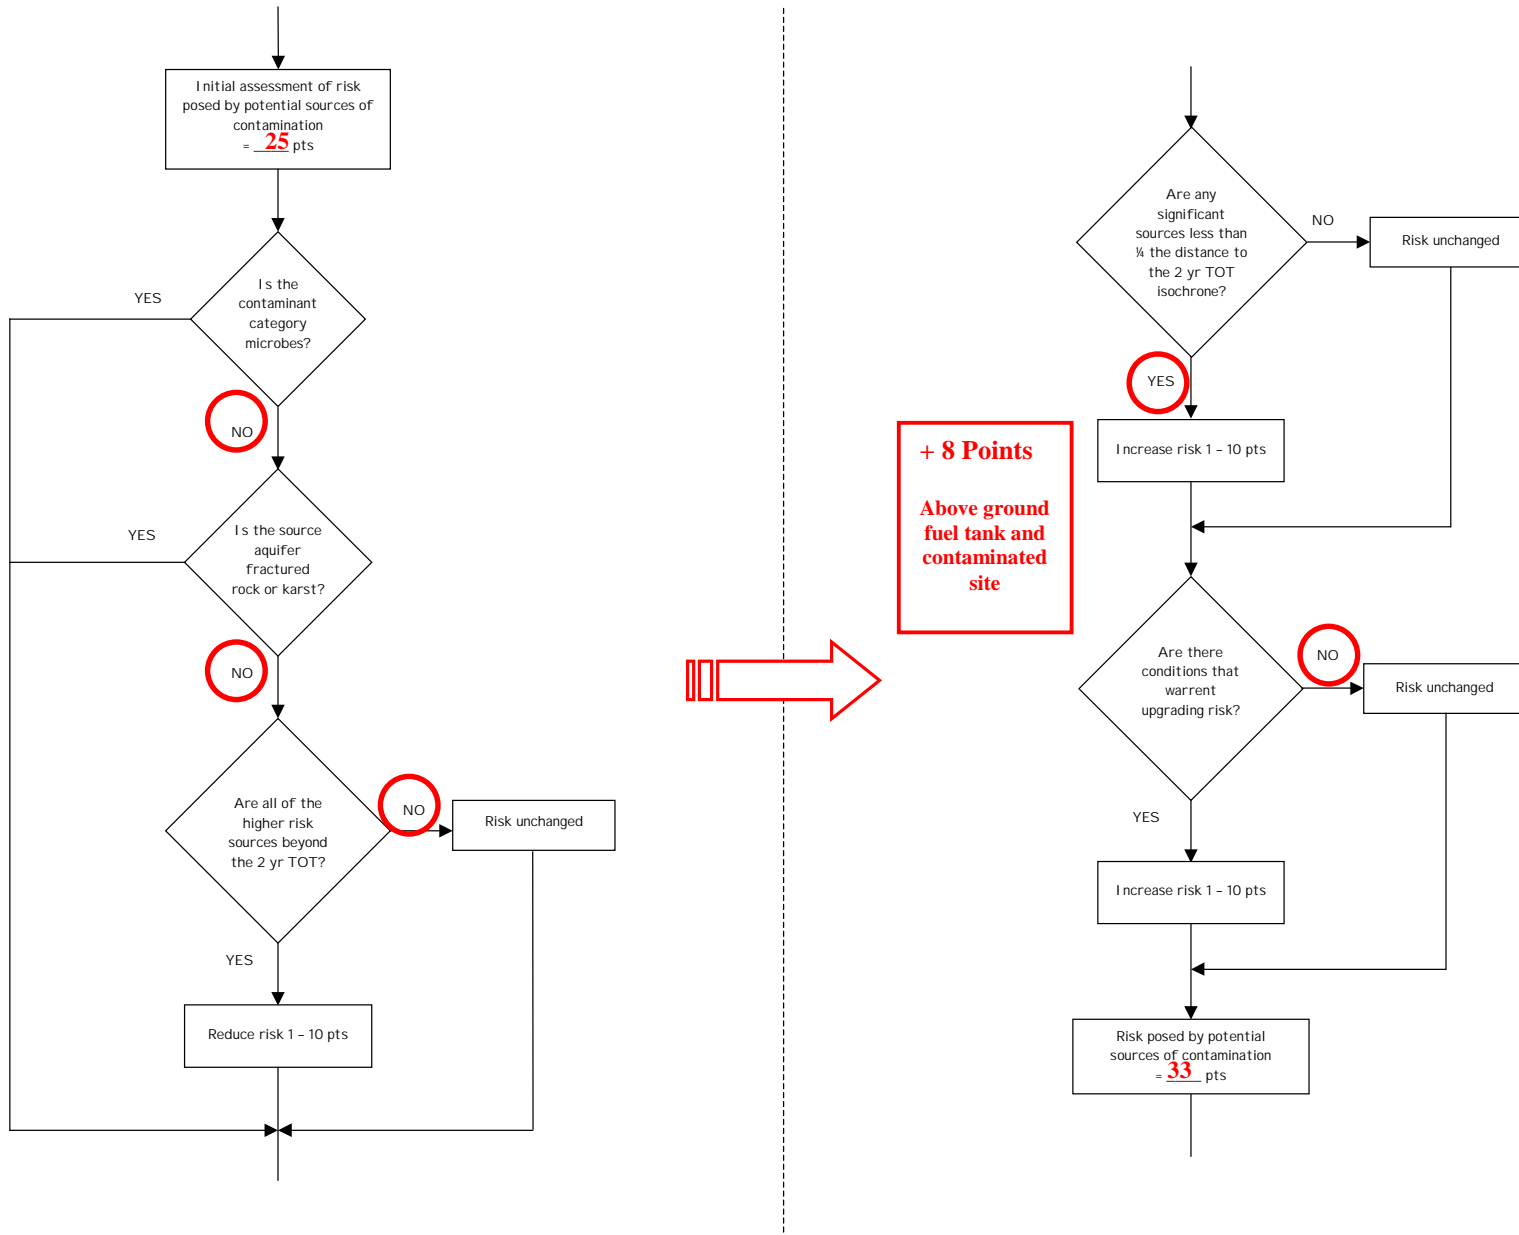 Initial assessment of risk
posed by potential sources of
contamination
= 25 pts
Is the
contaminant
category
microbes?
YES
NO
Is the source
aquifer
fractured
rock or karst?
YES
NO
Are all of the
higher risk
sources beyond
the 2 yr TOT?
NO
Risk unchanged
YES
Reduce risk 1 – 10 pts
Are any
significant
sources less than
¼ the distance to
the 2 yr TOT
isochrone?
NO
Risk unchanged
YES
Increase risk 1 – 10 pts
+ 8 Points
Above ground
fuel tank and
contaminated
site
Are there
conditions that
warrent
upgrading risk?
NO
Risk unchanged
YES
Increase risk 1 – 10 pts
Risk posed by potential
sources of contamination
= 33 pts